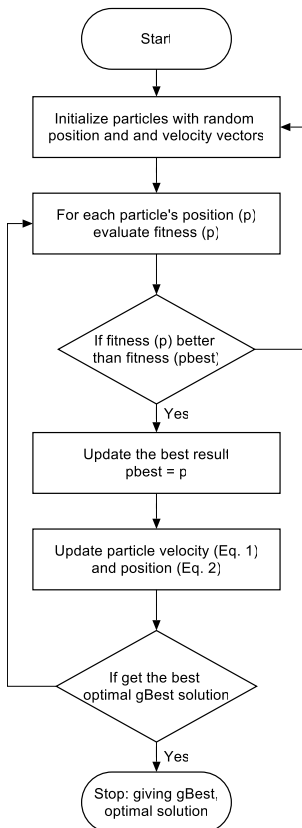 Start
Initialize particles with random
position and and velocity vectors
For each particle's position (p)
evaluate fitness (p)
If fitness (p) better
than fitness (pbest)
Yes
Update the best result
pbest = p
Update particle velocity (Eq. 1)
and position (Eq. 2)
If get the best
optimal gBest solution
Yes
Stop: giving gBest,
optimal solution